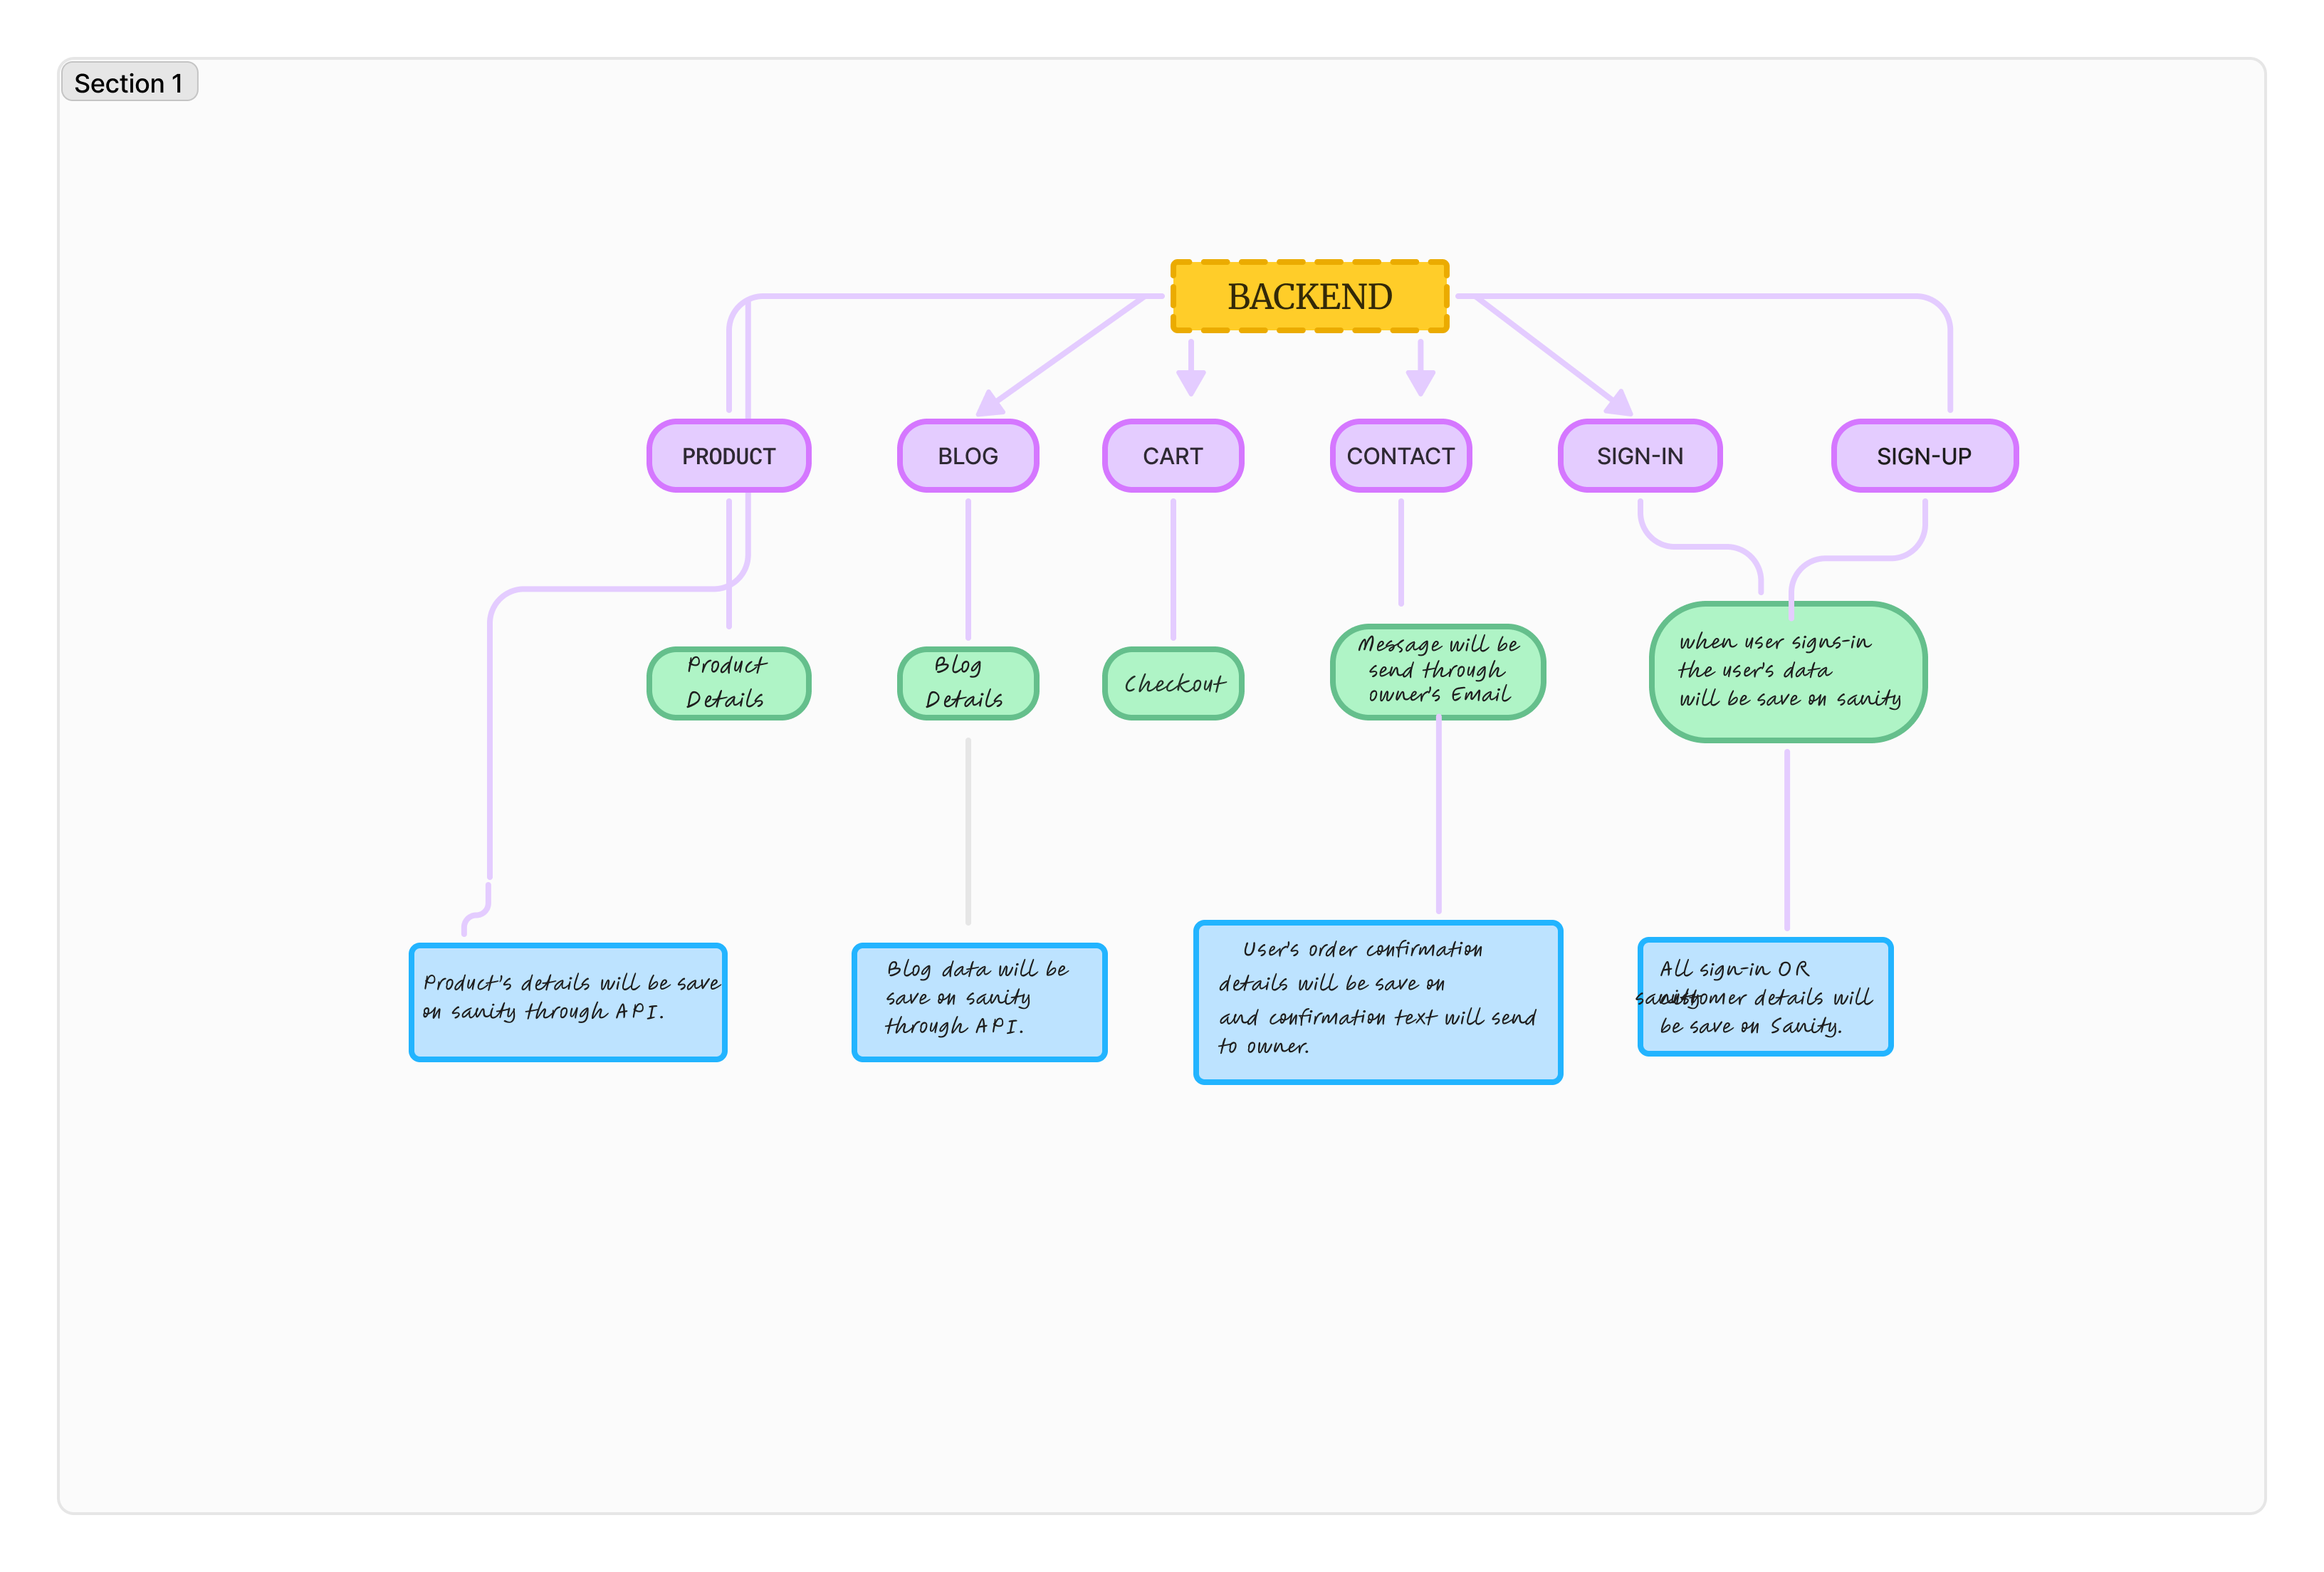 Section 1
BACKEND
PRODUCT
BLOG
CART
CONTACT
SIGN-IN
SIGN-UP
Product
Details
Blog
Details
Checkout
Message will be
send through
owner's Email
when user signs-in
the user's data
will be save on sanity
Product's details will be save
on sanity through API.
Blog data will be
save on sanity
through API.
User's order confirmation
details will be save on
and confirmation text will send
to owner.
sanity
All sign-in OR
customer details will
be save on Sanity.